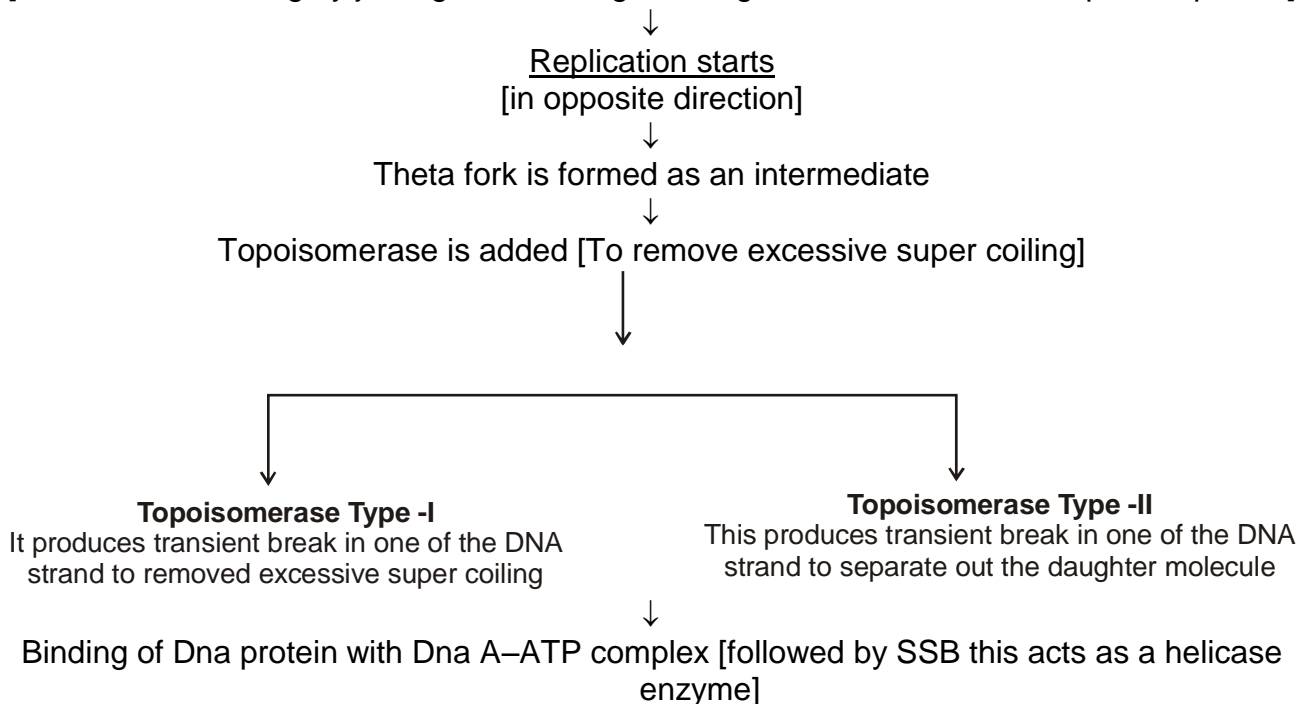 ↓
Replication starts
[in opposite direction]
↓
Theta fork is formed as an intermediate
↓
Topoisomerase is added [To remove excessive super coiling]
Topoisomerase Type -I
It produces transient break in one of the DNA
strand to removed excessive super coiling
Topoisomerase Type -II
This produces transient break in one of the DNA
strand to separate out the daughter molecule
↓
Binding of Dna protein with Dna A–ATP complex [followed by SSB this acts as a helicase
enzyme]